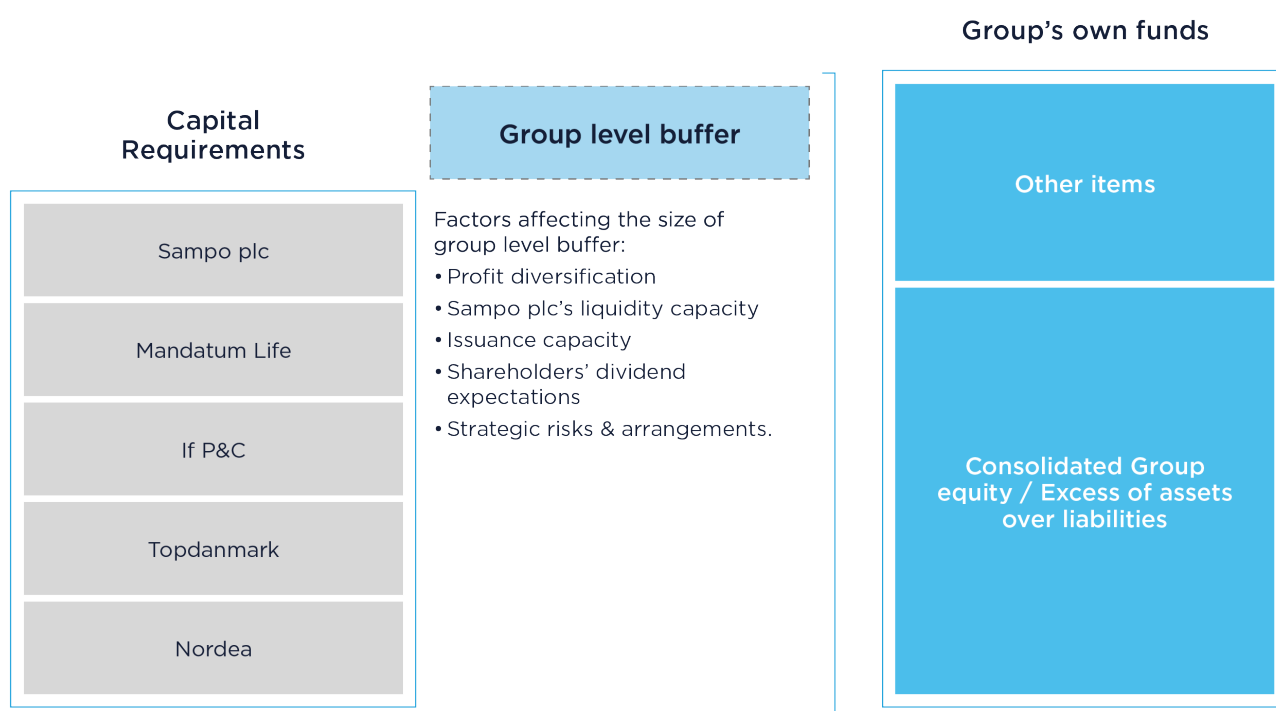 Capital
Requirements
Sampo plc
Mandatum Life
If P&C
Topdanmark
Nordea
Group level buffer
Factors affecting the size of
group level buffer:
• Profit diversification
• Sampo plc’s liquidity capacity
• Issuance capacity
• Shareholders’ dividend
expectations
• Strategic risks & arrangements.
Group’s own funds
Other items
Consolidated Group
equity / Excess of assets
over liabilities